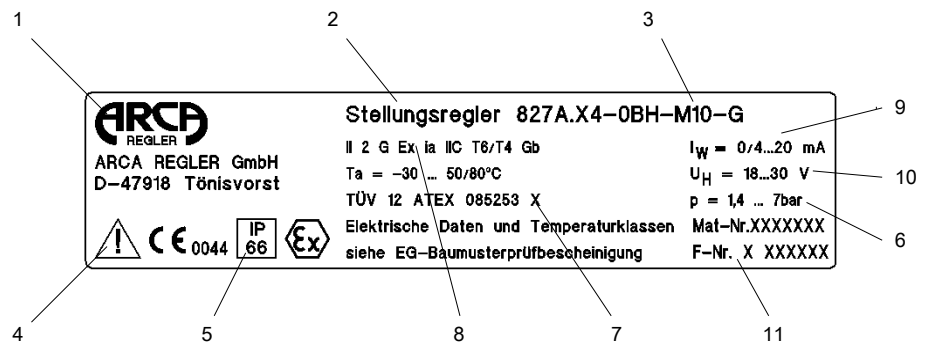 1 2 3
ARCA
REGLER
ARCA REGLER GmbH
D-47918 Tönisvorst
0044
IP
66
Ex
Stellungsregler 827A.X4-0BH-M10-G
II 2 G Ex ia IIC T6/T4 Gb
Ta = -30 ... 50/80°C
TÜV 12 ATEX 085253 X
Elektrische Daten und Temperaturklassen
siehe EG-Baumusterprüfbescheinigung
IW = 0/4...20 mA
UH = 18...30 V
p = 1,4 ... 7bar
Mat-Nr.XXXXXXX
F-Nr. X XXXXXX
9
10
6
4 5 8 7 11